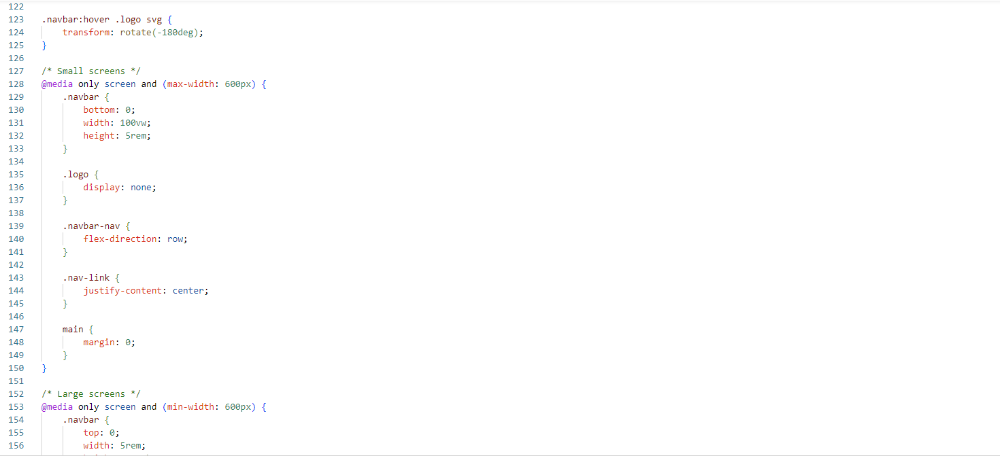 122
123 .navbar:hover .logo svg {
124 transform: rotate(-180deg);
125 }
126
127 /* Small screens */
128 @media only screen and (max-width: 600px) {
129 .navbar {
130 bottom: 0;
131 width: 100vw;
132 height: 5rem;
133 }
134
135 .logo {
136 display: none;
137 }
138
139 .navbar-nav {
140 flex-direction: row;
141 }
142
143 .nav-link {
144 justify-content: center;
145 }
146
147 main {
148 margin: 0;
149 }
150 }
151
152 /* Large screens */
153 @media only screen and (min-width: 600px) {
154 .navbar {
155 top: 0;
156 width: 5rem;